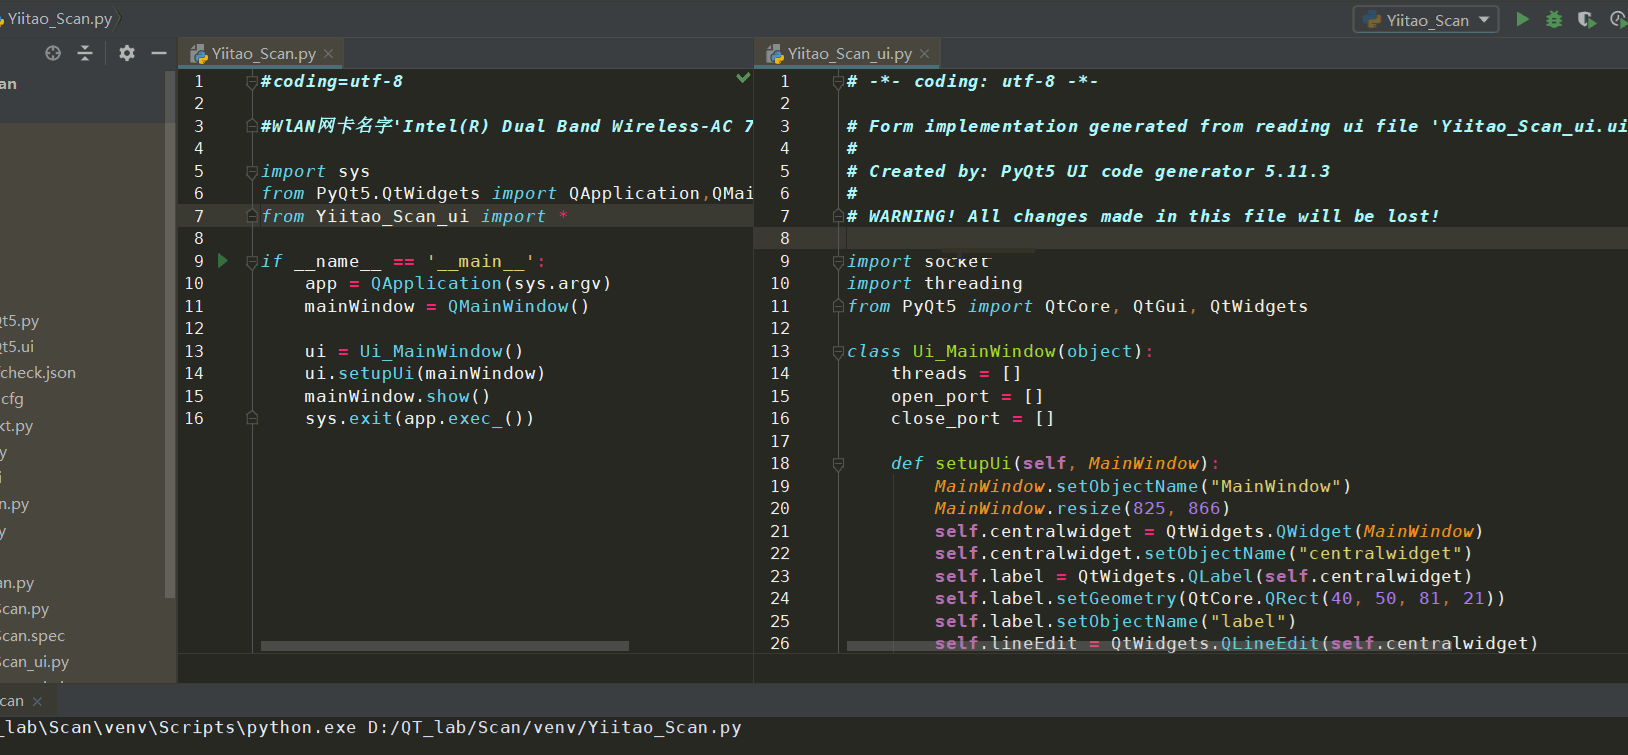 Yiitao_Scan.py
Yiitao_Scan
Yiitao_Scan.py
Yiitao_Scan_ui.py
an
t5.py
t5.ui
check.json
cfg
kt.py
y
i
n.py
y
an.py
Scan.py
Scan.spec
Scan_ui.py
1 #coding=utf-8
2
3 #WlAN网卡名字'Intel(R) Dual Band Wireless-AC 7
4
5 import sys
6 from PyQt5.QtWidgets import QApplication,QMai
7 from Yiitao_Scan_ui import *
8
9 if __name__ == '__main__':
10 app = QApplication(sys.argv)
11 mainWindow = QMainWindow()
12
13 ui = Ui_MainWindow()
14 ui.setupUi(mainWindow)
15 mainWindow.show()
16 sys.exit(app.exec_())
1 # -*- coding: utf-8 -*-
2
3 # Form implementation generated from reading ui file 'Yiitao_Scan_ui.ui
4 #
5 # Created by: PyQt5 UI code generator 5.11.3
6 #
7 # WARNING! All changes made in this file will be lost!
8
9 import socket
10 import threading
11 from PyQt5 import QtCore, QtGui, QtWidgets
12
13 class Ui_MainWindow(object):
14 threads = []
15 open_port = []
16 close_port = []
17
18 def setupUi(self, MainWindow):
19 MainWindow.setObjectName("MainWindow")
20 MainWindow.resize(825, 866)
21 self.centralwidget = QtWidgets.QWidget(MainWindow)
22 self.centralwidget.setObjectName("centralwidget")
23 self.label = QtWidgets.QLabel(self.centralwidget)
24 self.label.setGeometry(QtCore.QRect(40, 50, 81, 21))
25 self.label.setObjectName("label")
26 self.lineEdit = QtWidgets.QLineEdit(self.centralwidget)
can
_lab\Scan\venv\Scripts\python.exe D:/QT_lab/Scan/venv/Yiitao_Scan.py